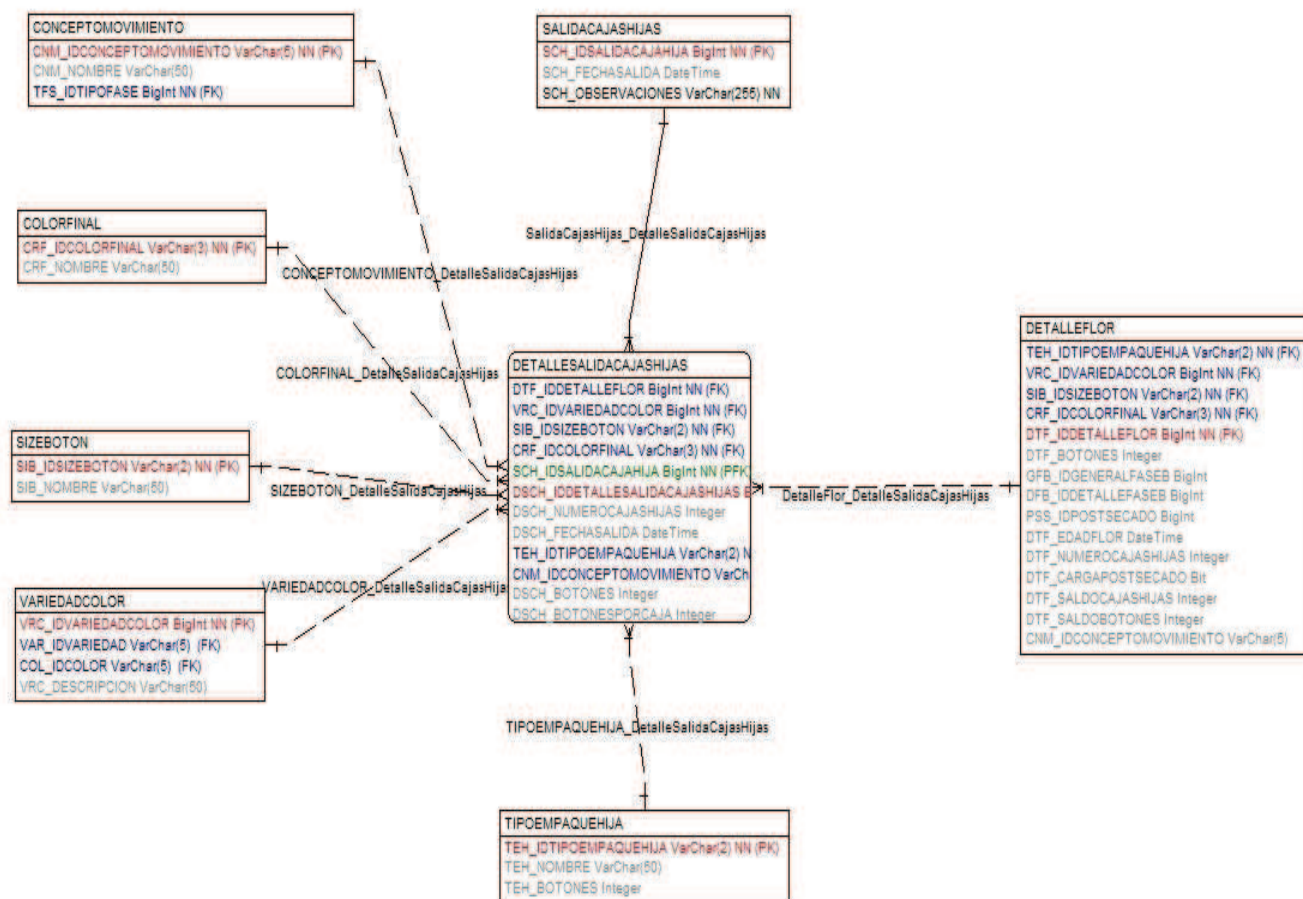 CONCEPTOMOVIMIENTO
CNM_IDCONCEPTOMOVIMIENTO VarChar(5) NN (PK)
CNM_NOMBRE VarChar(50)
TFS_IDTIPOFASE BigInt NN (FK)
SALIDACAJASHIJAS
SCH_IDSALIDACAJAHIJA BigInt NN (PK)
SCH_FECHASALIDA DateTime
SCH_OBSERVACIONES VarChar(255) NN
COLORFINAL
CRF_IDCOLORFINAL VarChar(3) NN (PK)
CRF_NOMBRE VarChar(50)
SalidaCajasHijas_DetalleSalidaCajasHijas
CONCEPTOMOVIMIENTO_DetalleSalidaCajasHijas
COLORFINAL_DetalleSalidaCajasHijas
SIZEBOTON
SIB_IDSIZEBOTON VarChar(2) NN (PK)
SIB_NOMBRE VarChar(50)
SIZEBOTON_DetalleSalidaCajasHijas
DETALLESALIDACAJASHIJAS
DTF_IDDETALLEFLOR BigInt NN (FK)
VRC_IDVARIEDADCOLOR BigInt NN (FK)
SIB_IDSIZEBOTON VarChar(2) NN (FK)
CRF_IDCOLORFINAL VarChar(3) NN (FK)
SCH_IDSALIDACAJAHIJA BigInt NN (PFK)
DSCH_IDDETALLESALIDACAJASHIJAS B
DSCH_NUMEROCAJASHIJAS Integer
DSCH_FECHASALIDA DateTime
TEH_IDTIPOEMPAQUEHIJA VarChar(2) N
CNM_IDCONCEPTOMOVIMIENTO VarCh
DSCH_BOTONES Integer
DSCH_BOTONESPORCAJA Integer
DetalleFlor_DetalleSalidaCajasHijas
DETALLEFLOR
TEH_IDTIPOEMPAQUEHIJA VarChar(2) NN (FK)
VRC_IDVARIEDADCOLOR BigInt NN (FK)
SIB_IDSIZEBOTON VarChar(2) NN (FK)
CRF_IDCOLORFINAL VarChar(3) NN (FK)
DTF_IDDETALLEFLOR BigInt NN (PK)
DTF_BOTONES Integer
GFB_IDGENERALFASEB BigInt
DFB_IDDETALLEFASEB BigInt
PSS_IDPOSTSECADO BigInt
DTF_EDADFLOR DateTime
DTF_NUMEROCAJASHIJAS Integer
DTF_CARGAPOSTSECADO Bit
DTF_SALDOCAJASHIJAS Integer
DTF_SALDOBOTONES Integer
CNM_IDCONCEPTOMOVIMIENTO VarChar(5)
VARIEDADCOLOR_DetalleSalidaCajasHijas
VARIEDADCOLOR
VRC_IDVARIEDADCOLOR BigInt NN (PK)
VAR_IDVARIEDAD VarChar(5) (FK)
COL_IDCOLOR VarChar(5) (FK)
VRC_DESCRIPCION VarChar(50)
TIPOEMPAQUEHIJA_DetalleSalidaCajasHijas
TIPOEMPAQUEHIJA
TEH_IDTIPOEMPAQUEHIJA VarChar(2) NN (PK)
TEH_NOMBRE VarChar(50)
TEH_BOTONES Integer